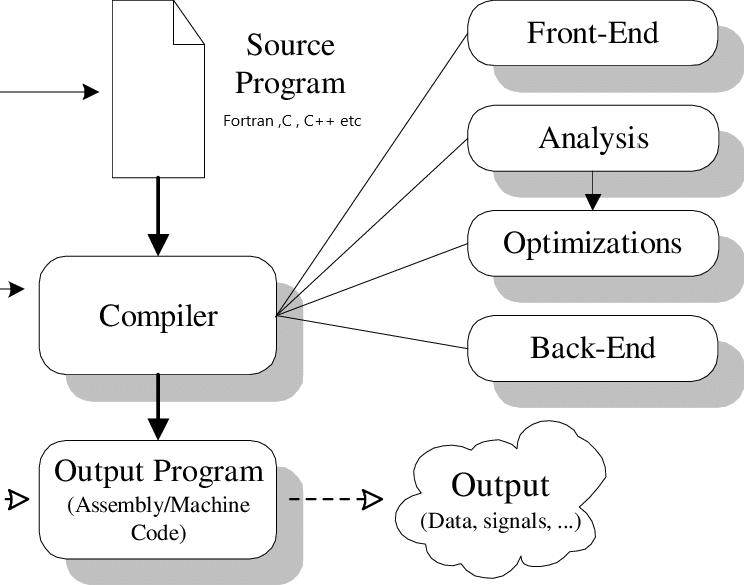 Source
Program
Fortran ,C , C++ etc
Front-End
Analysis
Optimizations
Compiler
Back-End
Output Program
(Assembly/Machine
Code)
Output
(Data, signals, ...)